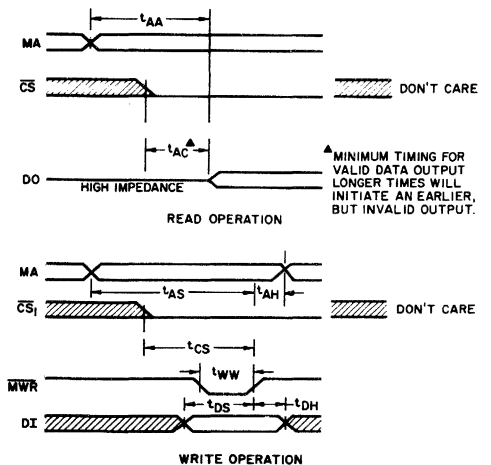 tAA
MA
CS
DON'T CARE
tAC▲
DO
HIGH IMPEDANCE
▲MINIMUM TIMING FOR
VALID DATA OUTPUT
LONGER TIMES WILL
INITIATE AN EARLIER,
BUT INVALID OUTPUT.
READ OPERATION
MA
tAS
tAH
CS1
DON'T CARE
tCS
tWW
MWR
tDS
tDH
DI
WRITE OPERATION